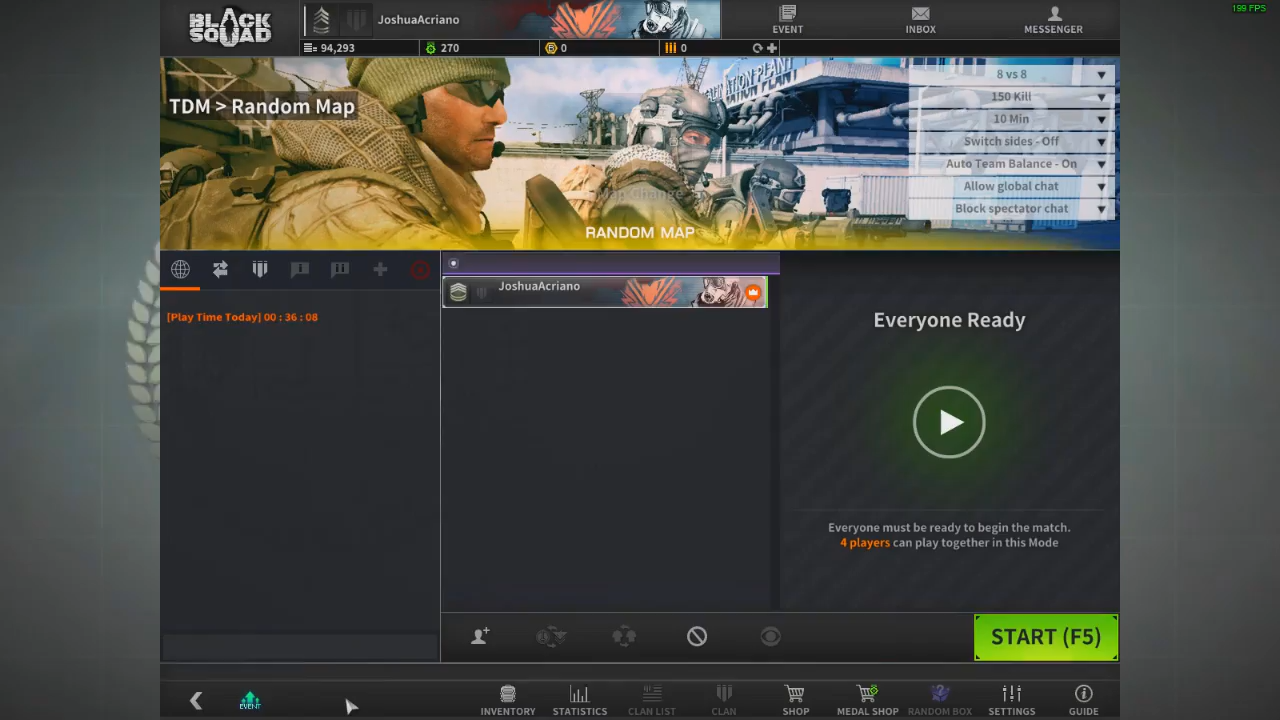 BLACK SQUAD
JoshuaAcriano
EVENT
INBOX
MESSENGER
199 FPS
94,293
270
0
0
TDM > Random Map
8 vs 8
150 Kill
10 Min
Switch sides - Off
Auto Team Balance - On
Allow global chat
Block spectator chat
Map Change
RANDOM MAP
JoshuaAcriano
[Play Time Today] 00 : 36 : 08
Everyone Ready
Everyone must be ready to begin the match.
4 players can play together in this Mode
START (F5)
EVENT
INVENTORY
STATISTICS
CLAN LIST
CLAN
SHOP
MEDAL SHOP
RANDOM BOX
SETTINGS
GUIDE